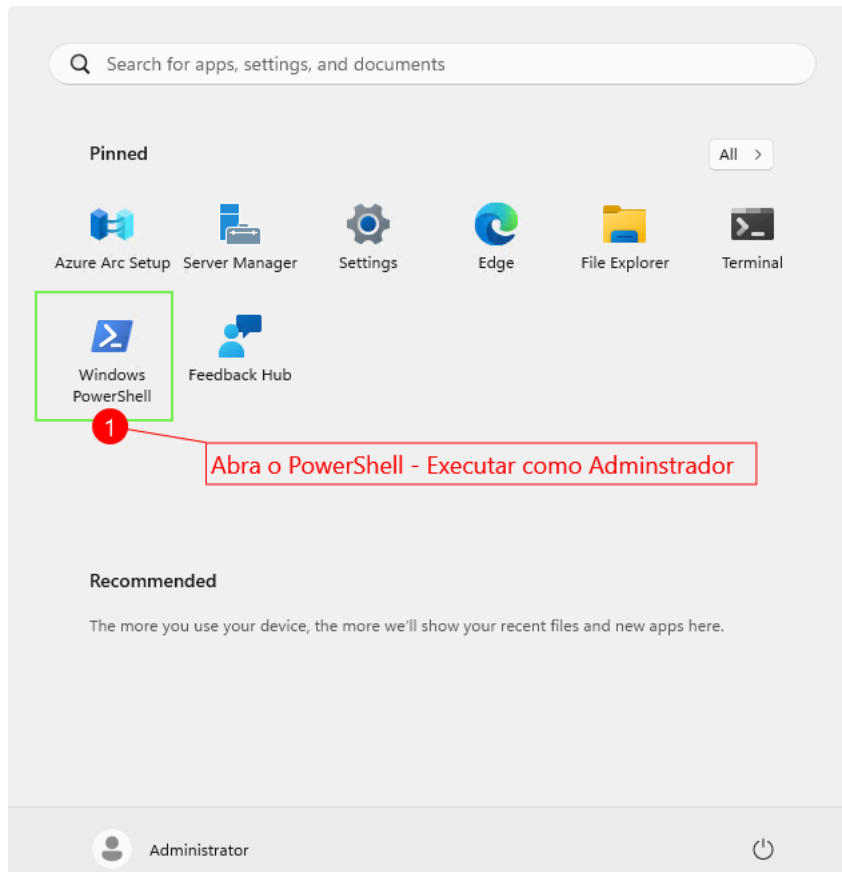 Search for apps, settings, and documents
Pinned
All >
Azure Arc Setup
Server Manager
Settings
Edge
File Explorer
Terminal
Windows
PowerShell
Feedback Hub
1
Abra o PowerShell - Executar como Adminstrador
Recommended
The more you use your device, the more we'll show your recent files and new apps here.
Administrator